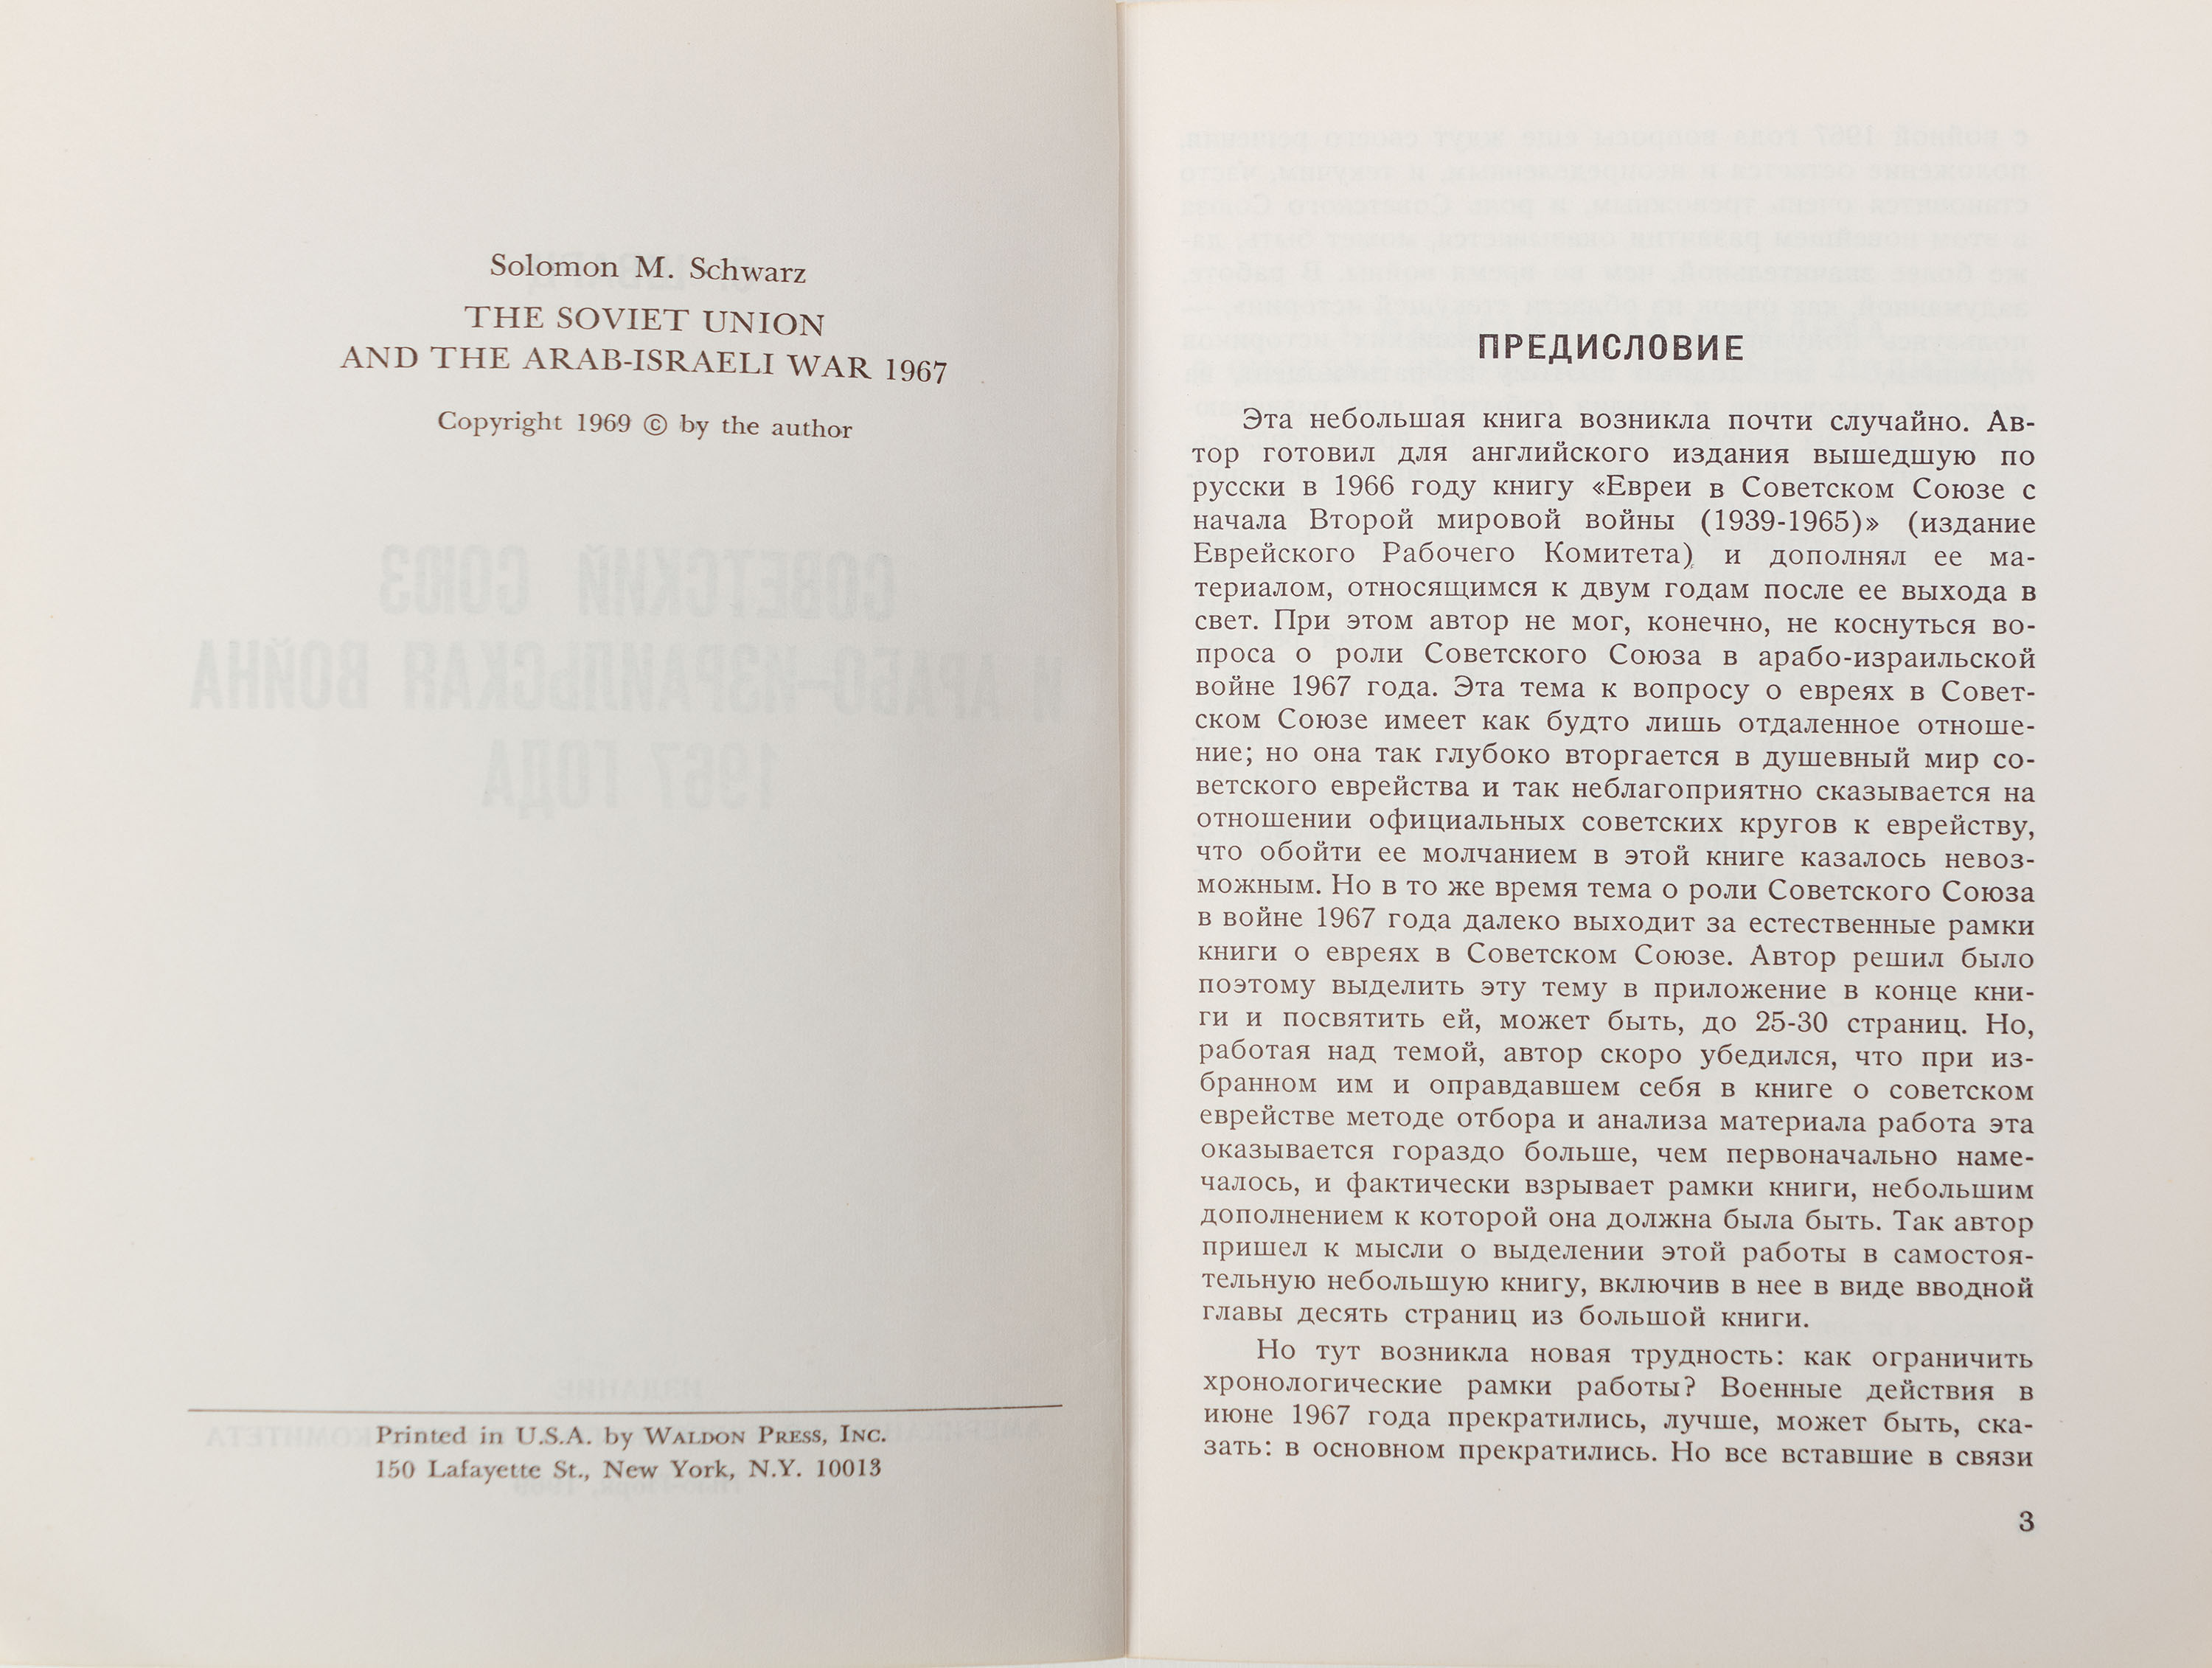 Solomon M. Schwarz
THE SOVIET UNION
AND THE ARAB-ISRAELI WAR 1967
Copyright 1969 © by the author
Printed in U.S.A. by WALDON PRESS, INC.
150 Lafayette St., New York, N.Y. 10013
ПРЕДИСЛОВИЕ
Эта небольшая книга возникла почти случайно. Ав-
тор готовил для английского издания вышедшую по
русски в 1966 году книгу «Евреи в Советском Союзе с
начала Второй мировой войны (1939-1965)» (издание
Еврейского Рабочего Комитета) и дополнял ее ма-
териалом, относящимся к двум годам после ее выхода в
свет. При этом автор не мог, конечно, не коснуться во-
проса о роли Советского Союза в арабо-израильской
войне 1967 года. Эта тема к вопросу о евреях в Совет-
ском Союзе имеет как будто лишь отдаленное отноше-
ние; но она так глубоко вторгается в душевный мир со-
ветского еврейства и так неблагоприятно сказывается на
отношении официальных советских кругов к еврейству,
что обойти ее молчанием в этой книге казалось невоз-
можным. Но в то же время тема о роли Советского Союза
в войне 1967 года далеко выходит за естественные рамки
книги о евреях в Советском Союзе. Автор решил было
поэтому выделить эту тему в приложение в конце кни-
ги и посвятить ей, может быть, до 25-30 страниц. Но,
работая над темой, автор скоро убедился, что при из-
бранном им и оправдавшем себя в книге о советском
еврействе методе отбора и анализа материала работа эта
оказывается гораздо больше, чем первоначально наме-
чалось, и фактически взрывает рамки книги, небольшим
дополнением к которой она должна была быть. Так автор
пришел к мысли о выделении этой работы в самостоя-
тельную небольшую книгу, включив в нее в виде вводной
главы десять страниц из большой книги.
Но тут возникла новая трудность: как ограничить
хронологические рамки работы? Военные действия в
июне 1967 года прекратились, лучше, может быть, ска-
зать: в основном прекратились. Но все вставшие в связи
3